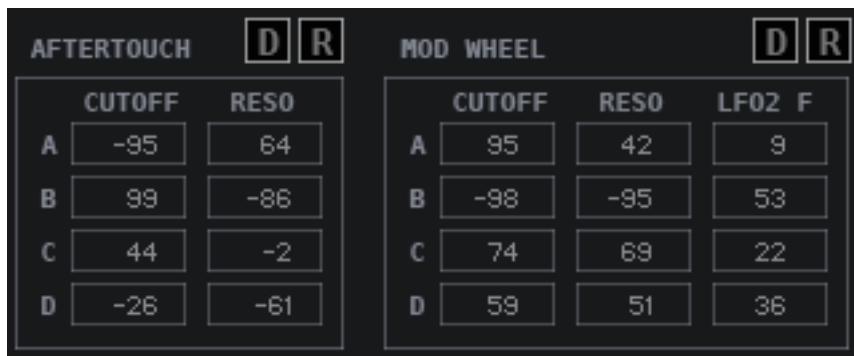 AFTERTOUCH D R MOD WHEEL D R
CUTOFF RESO CUTOFF RESO LFO2 F
A -95 64 A 95 42 9
B 99 -86 B -98 -95 53
C 44 -2 C 74 69 22
D -26 -61 D 59 51 36